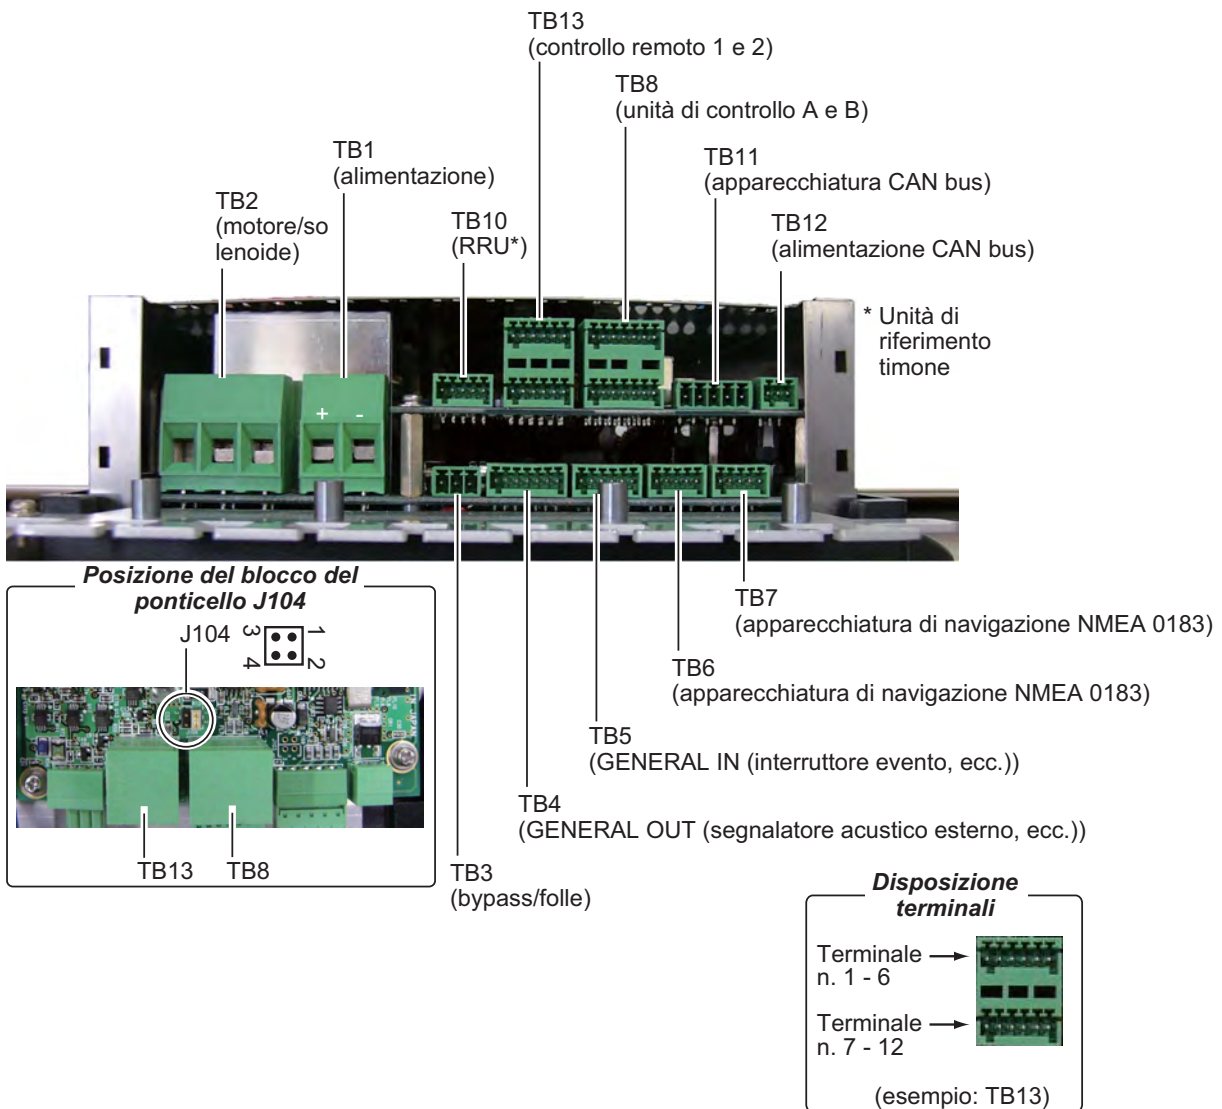 TB13
(controllo remoto 1 e 2)
TB8
(unità di controllo A e B)
TB1
(alimentazione)
TB11
(apparecchiatura CAN bus)
TB2
(motore/so
lenoide)
TB10
(RRU*)
TB12
(alimentazione CAN bus)
* Unità di
riferimento
timone
+ -
Posizione del blocco del
ponticello J104
J104
3 1
4 2
TB13 TB8
TB7
(apparecchiatura di navigazione NMEA 0183)
TB6
(apparecchiatura di navigazione NMEA 0183)
TB5
(GENERAL IN (interruttore evento, ecc.))
TB4
(GENERAL OUT (segnalatore acustico esterno, ecc.))
TB3
(bypass/folle)
Disposizione
terminali
Terminale
n. 1 - 6
Terminale
n. 7 - 12
(esempio: TB13)